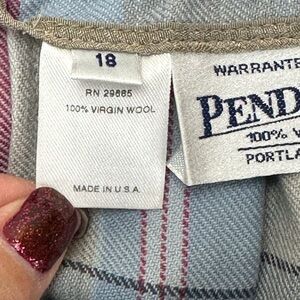 18
RN 29685
100% VIRGIN WOOL
MADE IN U.S.A.
WARRANTE
PEND
100% V
PORTLA